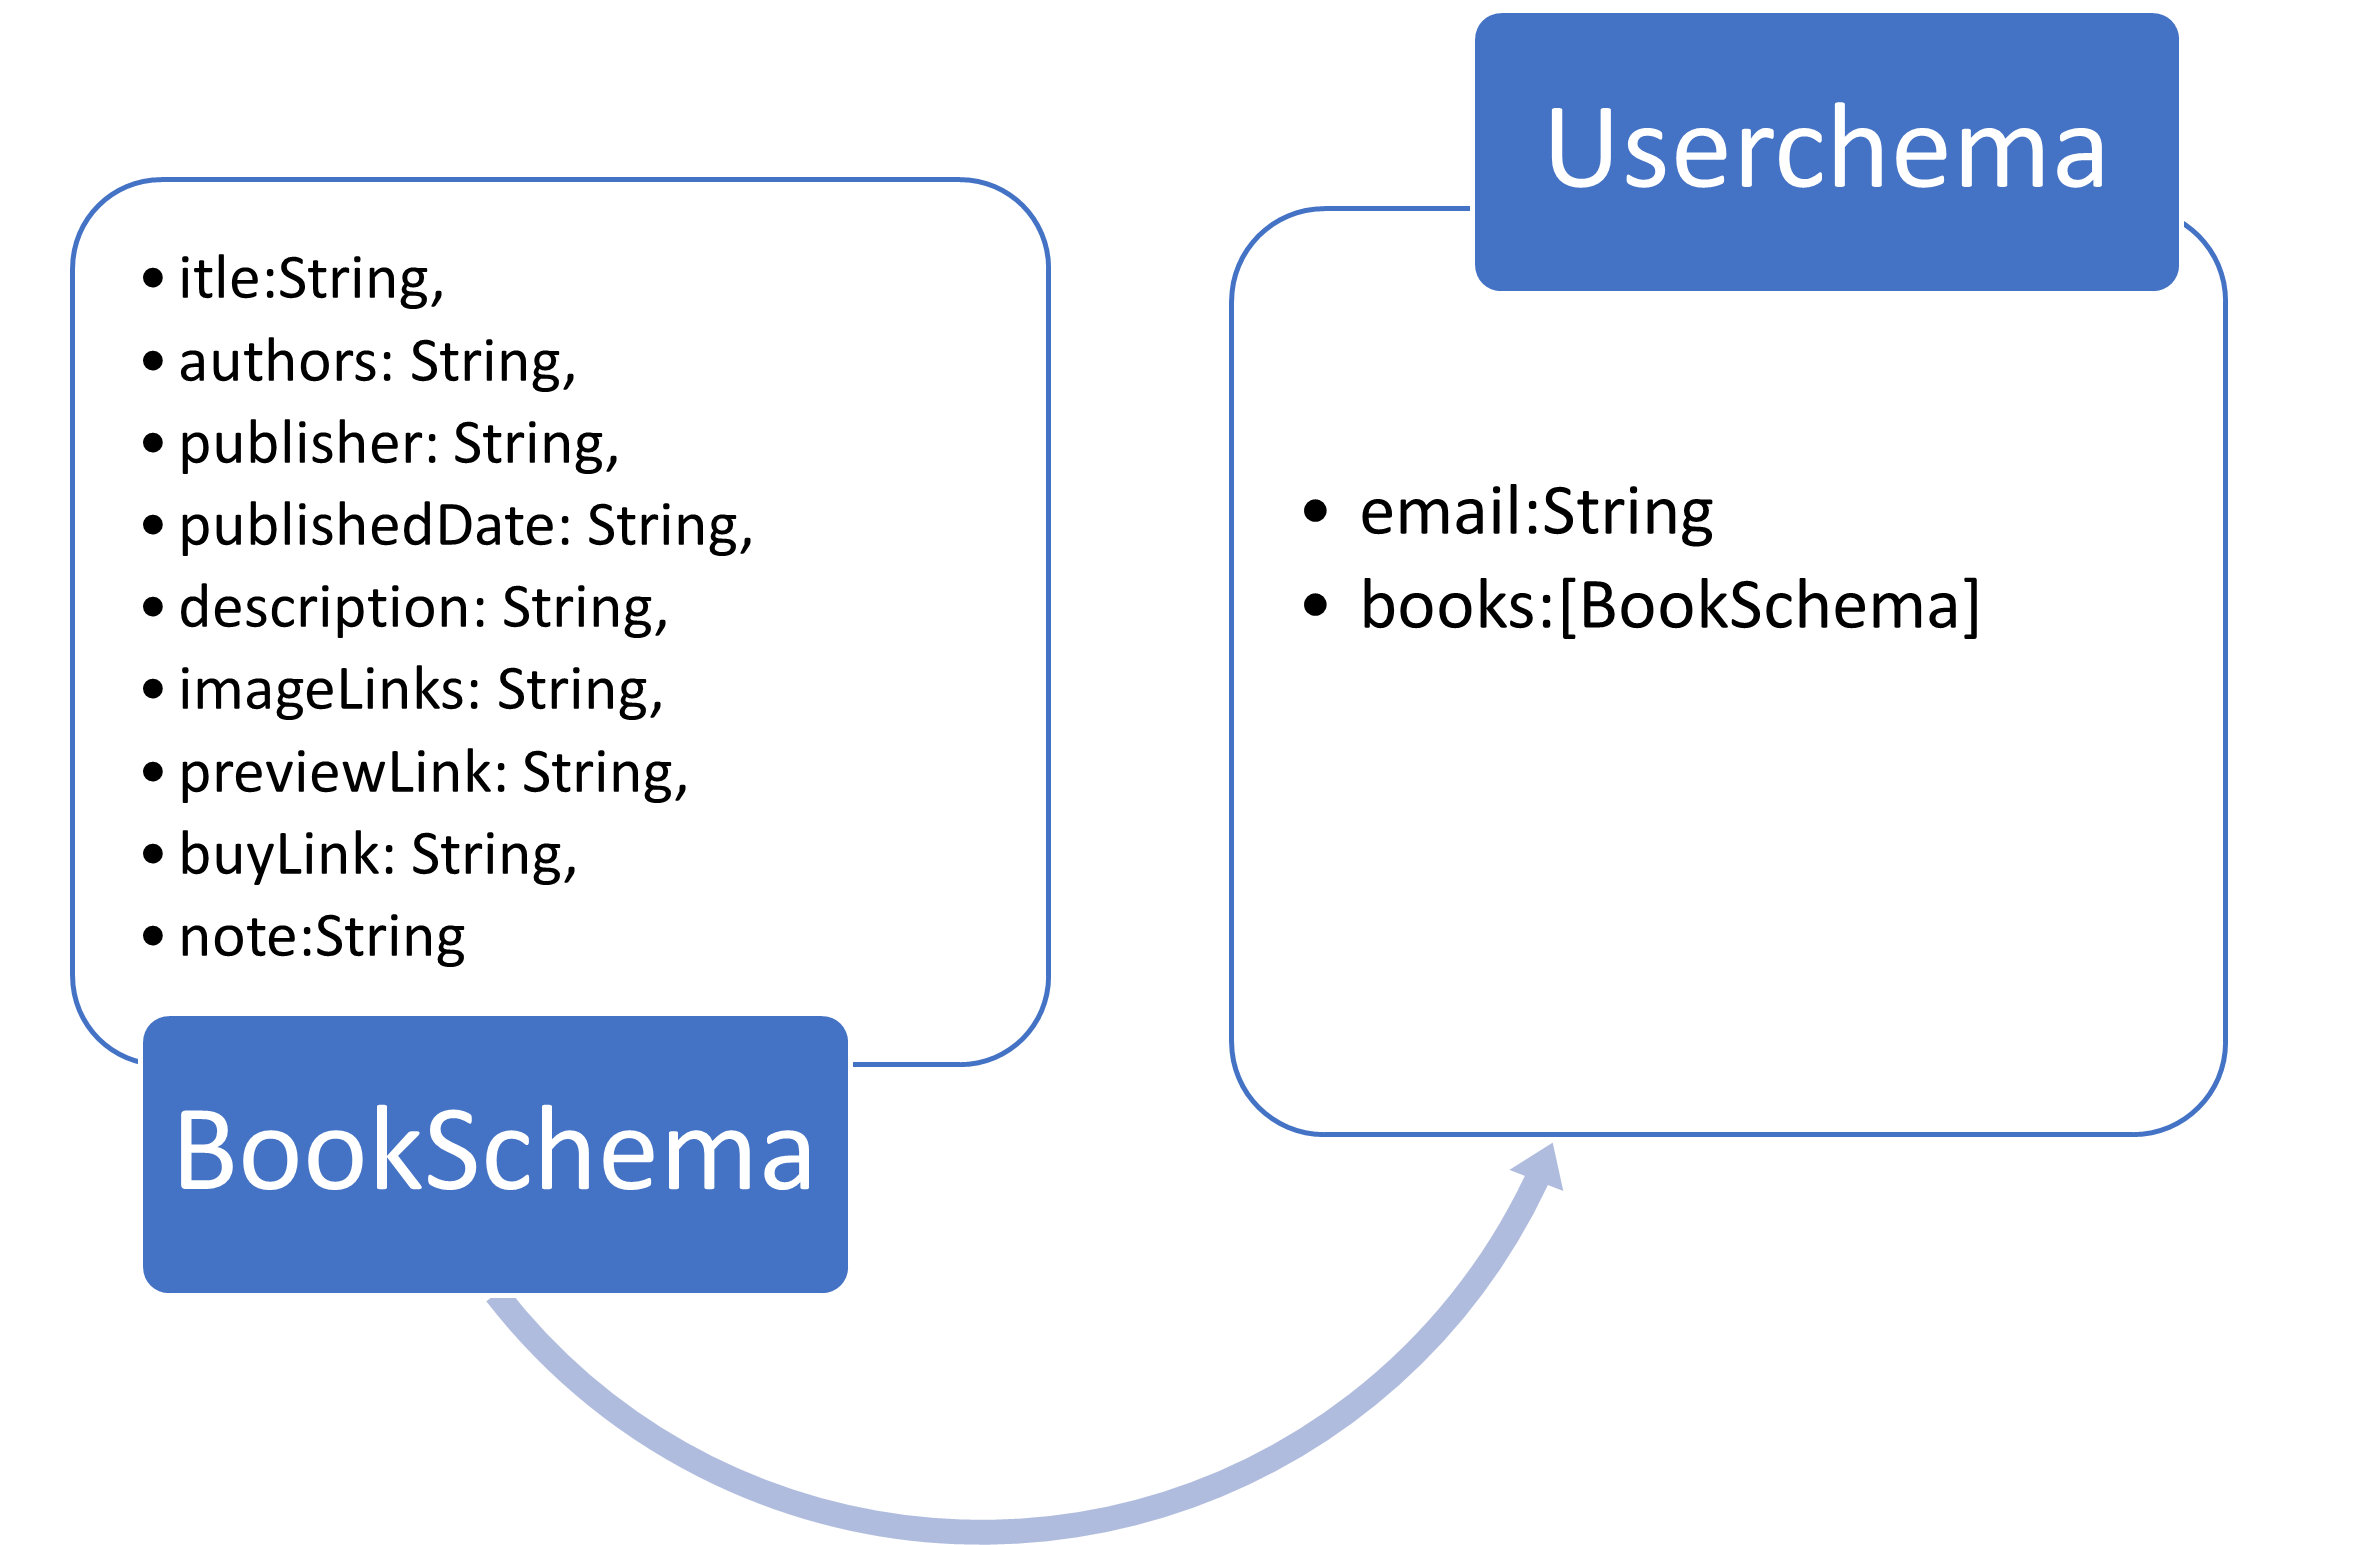 itle:String,
authors: String,
publisher: String,
publishedDate: String,
description: String,
imageLinks: String,
previewLink: String,
buyLink: String,
note:String
BookSchema
Userchema
email:String
books:[BookSchema]